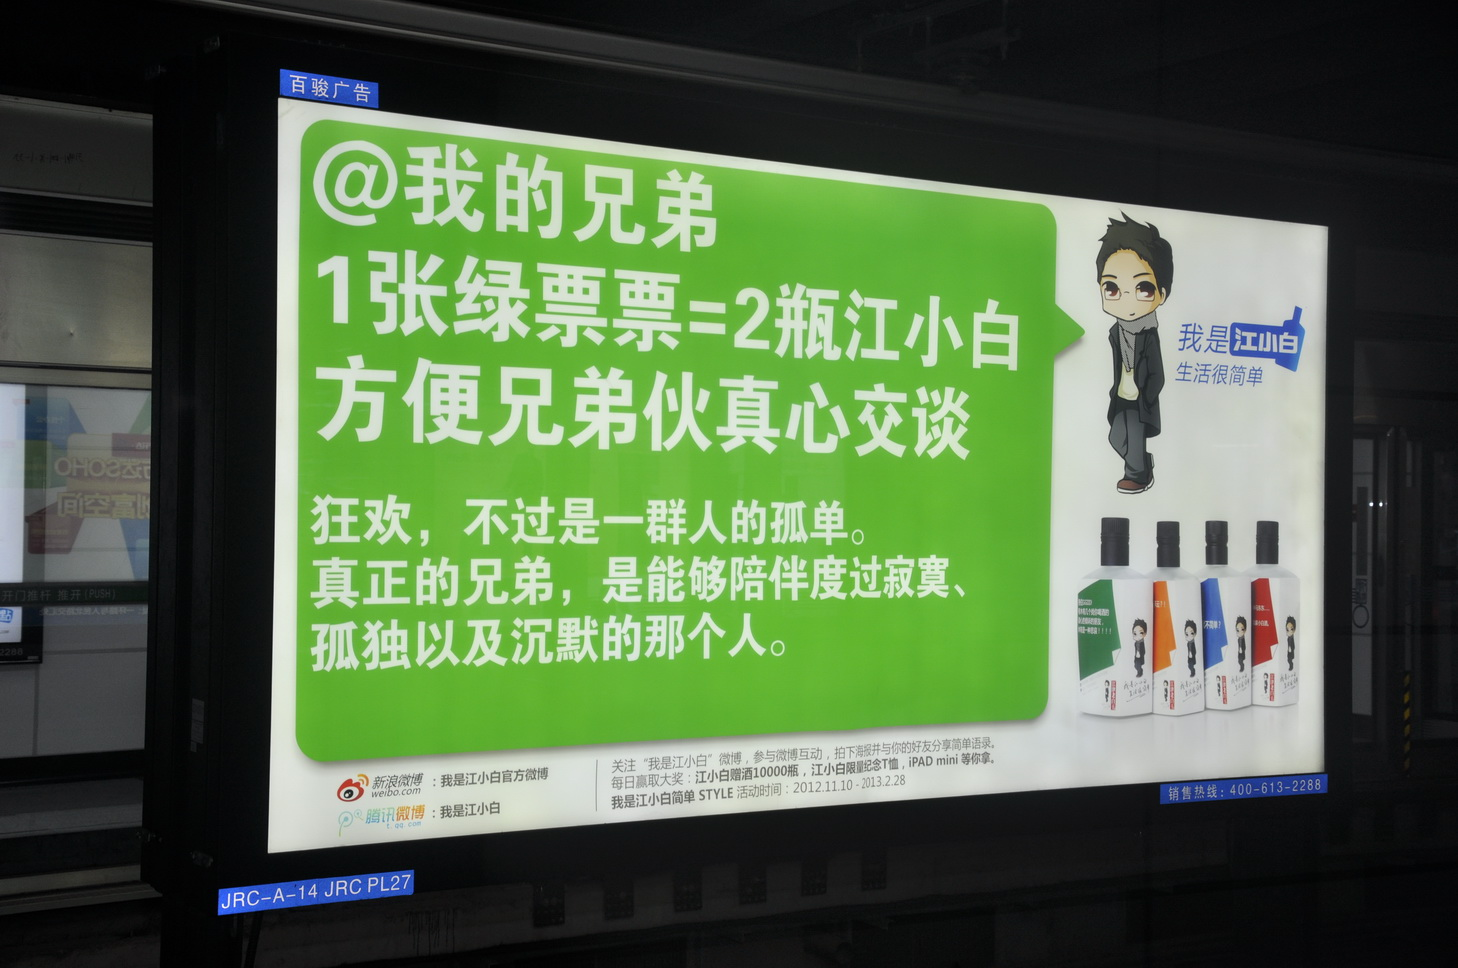 百骏广告
@我的兄弟
1张绿票票=2瓶江小白
方便兄弟伙真心交谈
狂欢，不过是一群人的孤单。
真正的兄弟，是能够陪伴度过寂寞、
孤独以及沉默的那个人。
我是江小白
生活很简单
新浪微博
weibo.com
：我是江小白官方微博
腾讯微博
t.qq.com
：我是江小白
关注“我是江小白”微博，参与微博互动，拍下海报并与你的好友分享简单语录。
每日赢取大奖：江小白赠酒10000瓶，江小白限量纪念T恤，iPAD mini 等你拿。
我是江小白简单 STYLE 活动时间：2012.11.10 - 2013.2.28
销售热线：400-613-2288
JRC-A-14 JRC PL27
开门推杆 推开(PUSH)